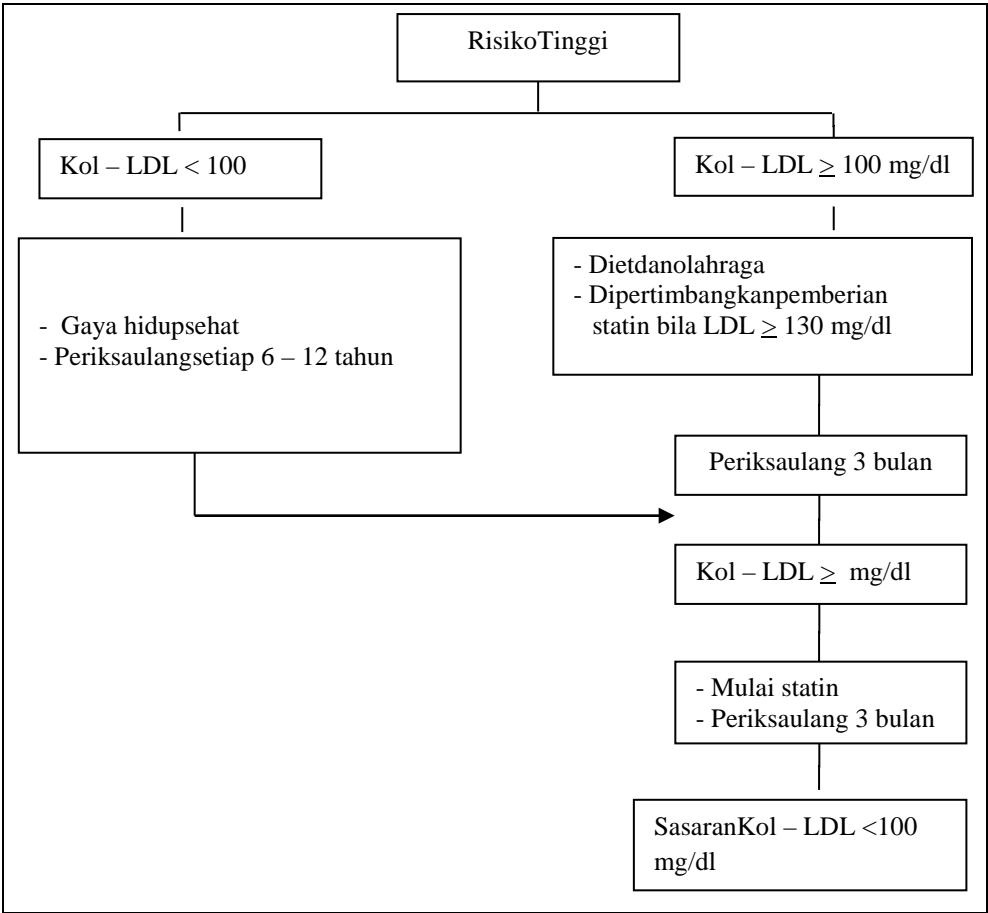 RisikoTinggi
Kol – LDL < 100
Kol – LDL ≥ 100 mg/dl
- Gaya hidupsehat
- Periksaulangsetiap 6 – 12 tahun
- Dietdanolahraga
- Dipertimbangkanpemberian
statin bila LDL ≥ 130 mg/dl
Periksaulang 3 bulan
Kol – LDL ≥ mg/dl
- Mulai statin
- Periksaulang 3 bulan
SasaranKol – LDL <100
mg/dl